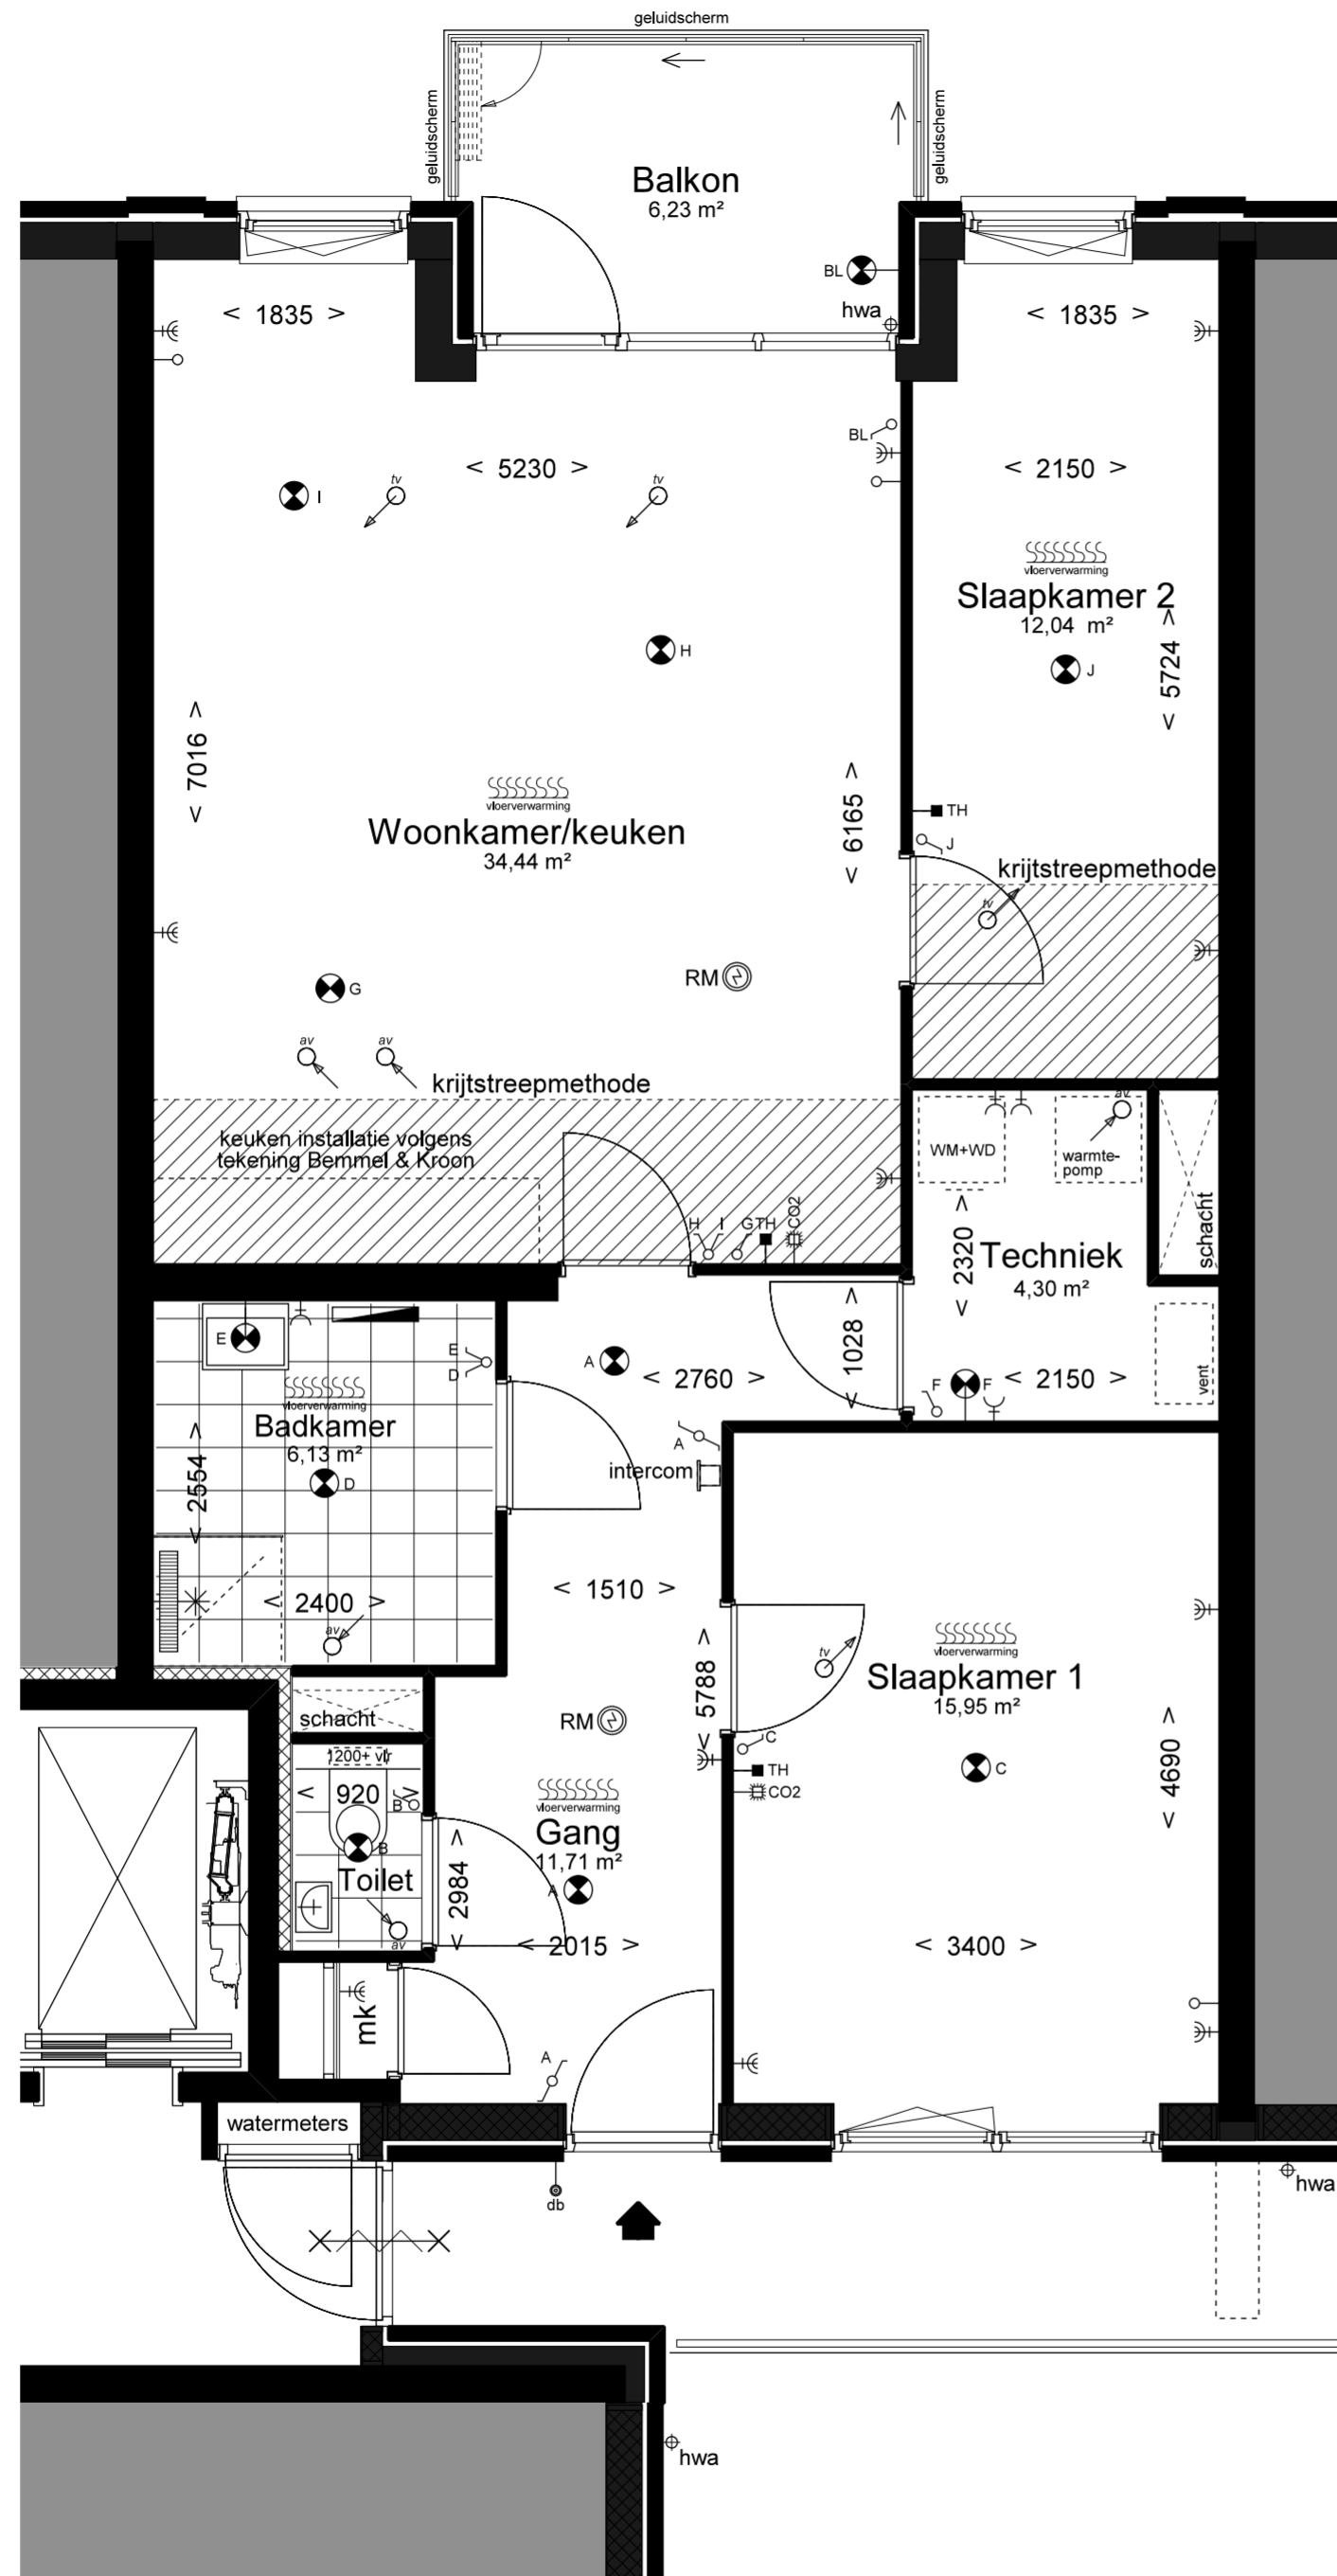 geluidscherm
geluidscherm
geluidscherm
Balkon
6,23 m²
BL
hwa
< 1835 >
< 1835 >
BL
< 5230 >
< 2150 >
tv
tv
I
vloerverwarming
Slaapkamer 2
12,04 m²
H
J
< 5724 >
< 7016 >
vloerverwarming
Woonkamer/keuken
34,44 m²
< 6165 >
TH
J
krijtstreepmethode
tv
RM
G
av
av
krijtstreepmethode
keuken installatie volgens
tekening Bemmel & Kroon
av
WM+WD
warmte-
pomp
schacht
H
I
G
TH
CO2
< 2320 >
Techniek
4,30 m²
E
E
D
A
< 2760 >
< 1028 >
F
F
< 2150 >
vent
vloerverwarming
Badkamer
6,13 m²
D
< 2554 >
A
intercom
< 2400 >
av
< 1510 >
< 5788 >
tv
vloerverwarming
Slaapkamer 1
15,95 m²
schacht
RM
C
TH
CO2
C
< 4690 >
1200+ vlr
< 920 >
B
B
Toilet
av
vloerverwarming
Gang
11,71 m²
A
< 2984 >
< 2015 >
< 3400 >
mk
A
watermeters
db
hwa
hwa